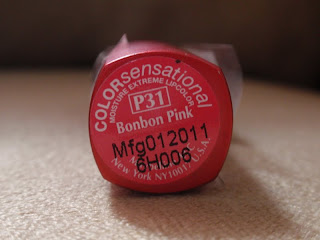 COLORsensational
MOISTURE EXTREME LIPCOLOR
P31
Bonbon Pink
Mfg012011
6H006
New York NY10017 U.S.A.